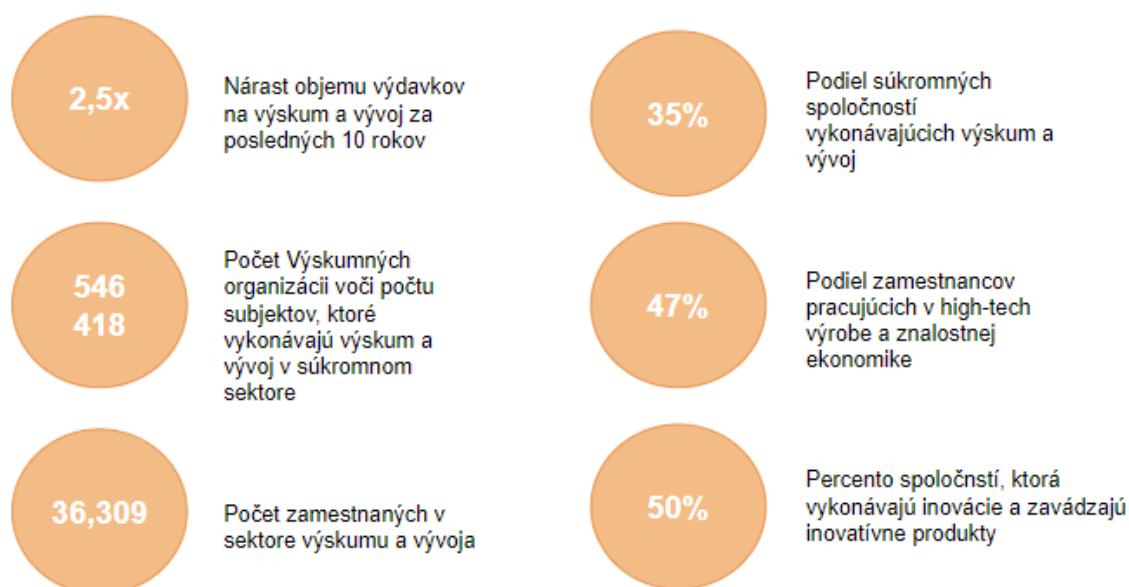 2,5x
Nárast objemu výdavkov
na výskum a vývoj za
posledných 10 rokov
35%
Podiel súkromných
spoločností
vykonávajúcich výskum a
vývoj
546
418
Počet Výskumných
organizácii voči počtu
subjektov, ktoré
vykonávajú výskum a
vývoj v súkromnom
sektore
47%
Podiel zamestnancov
pracujúcich v high-tech
výrobe a znalostnej
ekonomike
36,309
Počet zamestnaných v
sektore výskumu a vývoja
50%
Percento spoločnstí, ktorá
vykonávajú inovácie a zavádzajú
inovatívne produkty